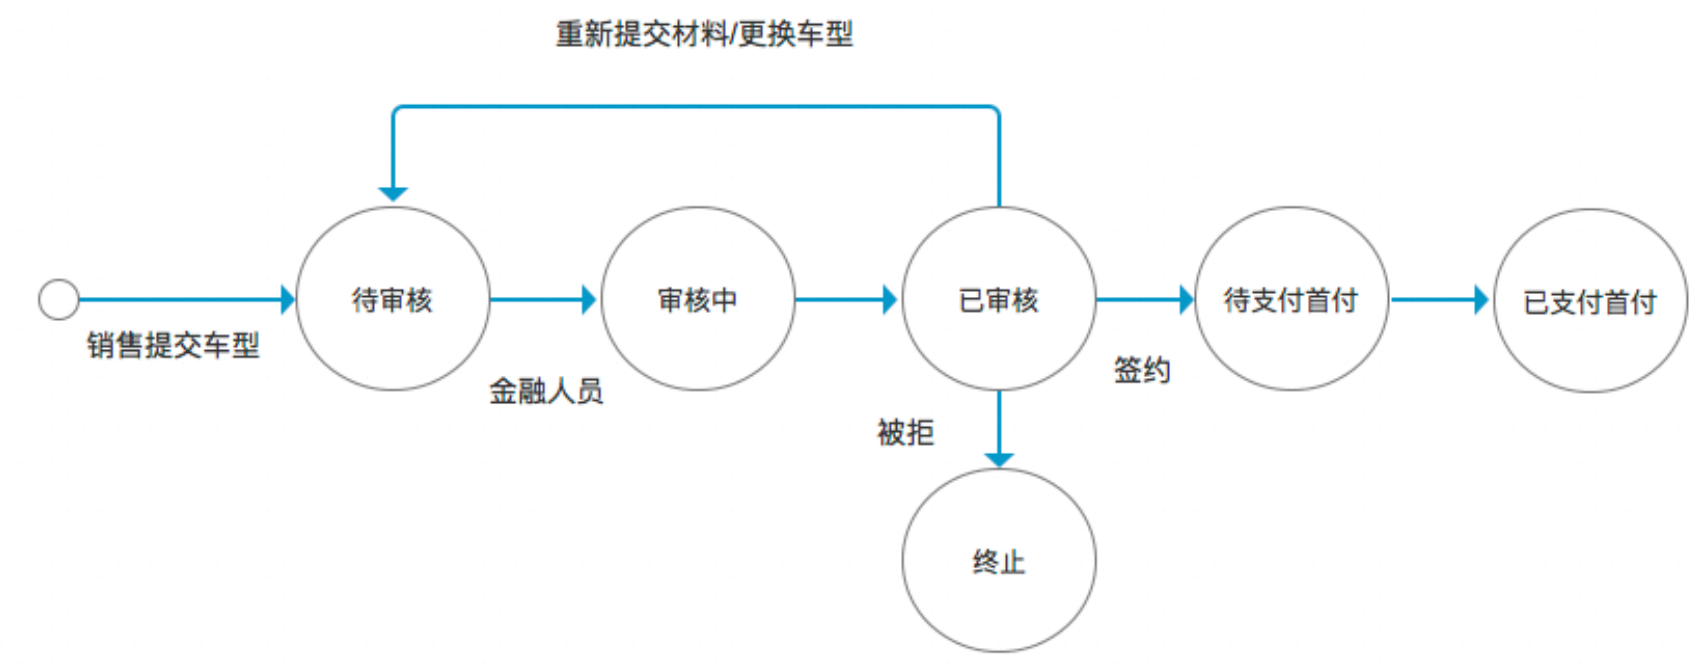 重新提交材料/更换车型
待审核
审核中
已审核
待支付首付
已支付首付
销售提交车型
金融人员
签约
被拒
终止